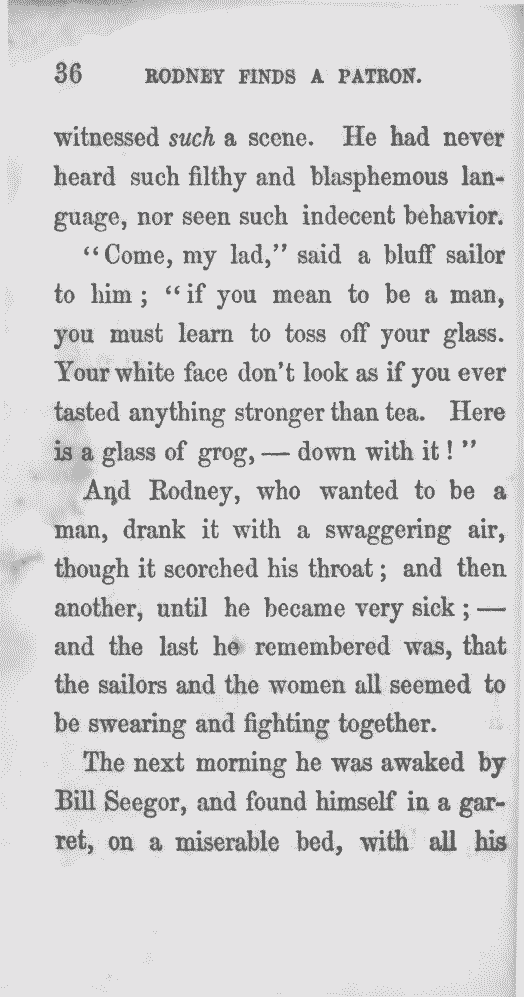 36 RODNEY FINDS A PATRON.
witnessed such a scene. He had never
heard such filthy and blasphemous lan-
guage, nor seen such indecent behavior.
“Come, my lad,” said a bluff sailor
to him ; “if you mean to be a man,
you must learn to toss off your glass.
Your white face don’t look as if you ever
tasted anything stronger than tea. Here
is a glass of grog, — down with it ! ”
And Rodney, who wanted to be a
man, drank it with a swaggering air,
though it scorched his throat ; and then
another, until he became very sick ; —
and the last he remembered was, that
the sailors and the women all seemed to
be swearing and fighting together.
The next morning he was awaked by
Bill Seegor, and found himself in a gar-
ret, on a miserable bed, with all his